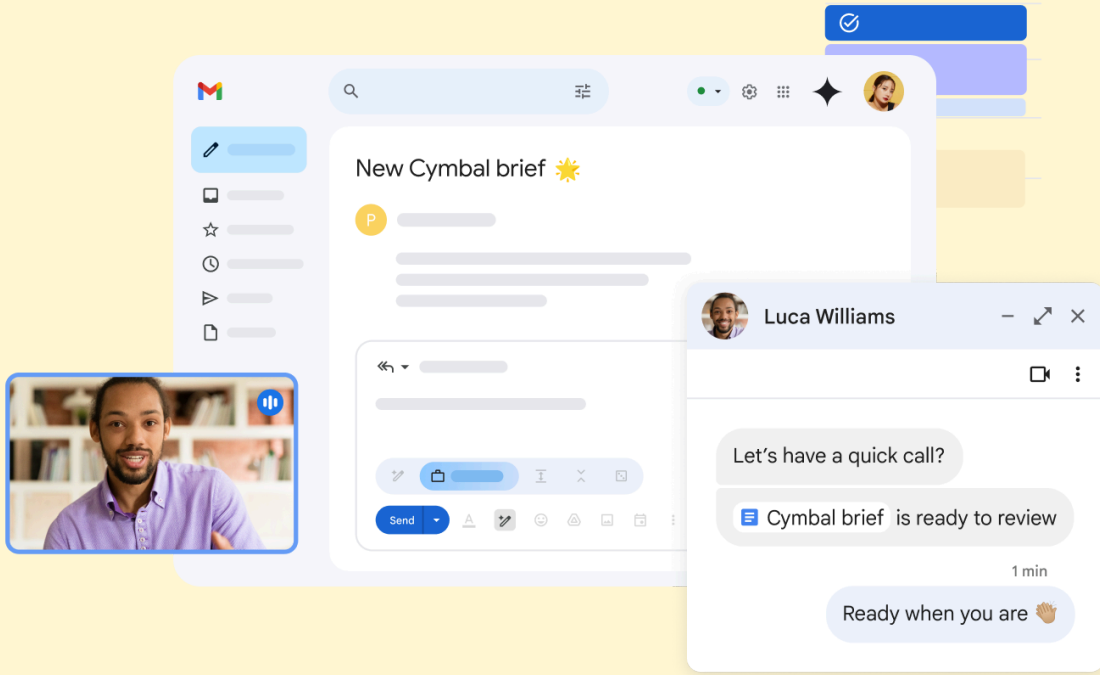 New Cymbal brief 🌟
P
Send
Luca Williams
Let’s have a quick call?
Cymbal brief is ready to review
1 min
Ready when you are 👏🏼